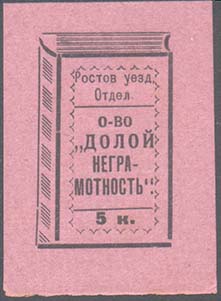 Ростов уезд.
Отдел.
О-ВО
„ДОЛОЙ
НЕГРА-
МОТНОСТЬ".
5 к.